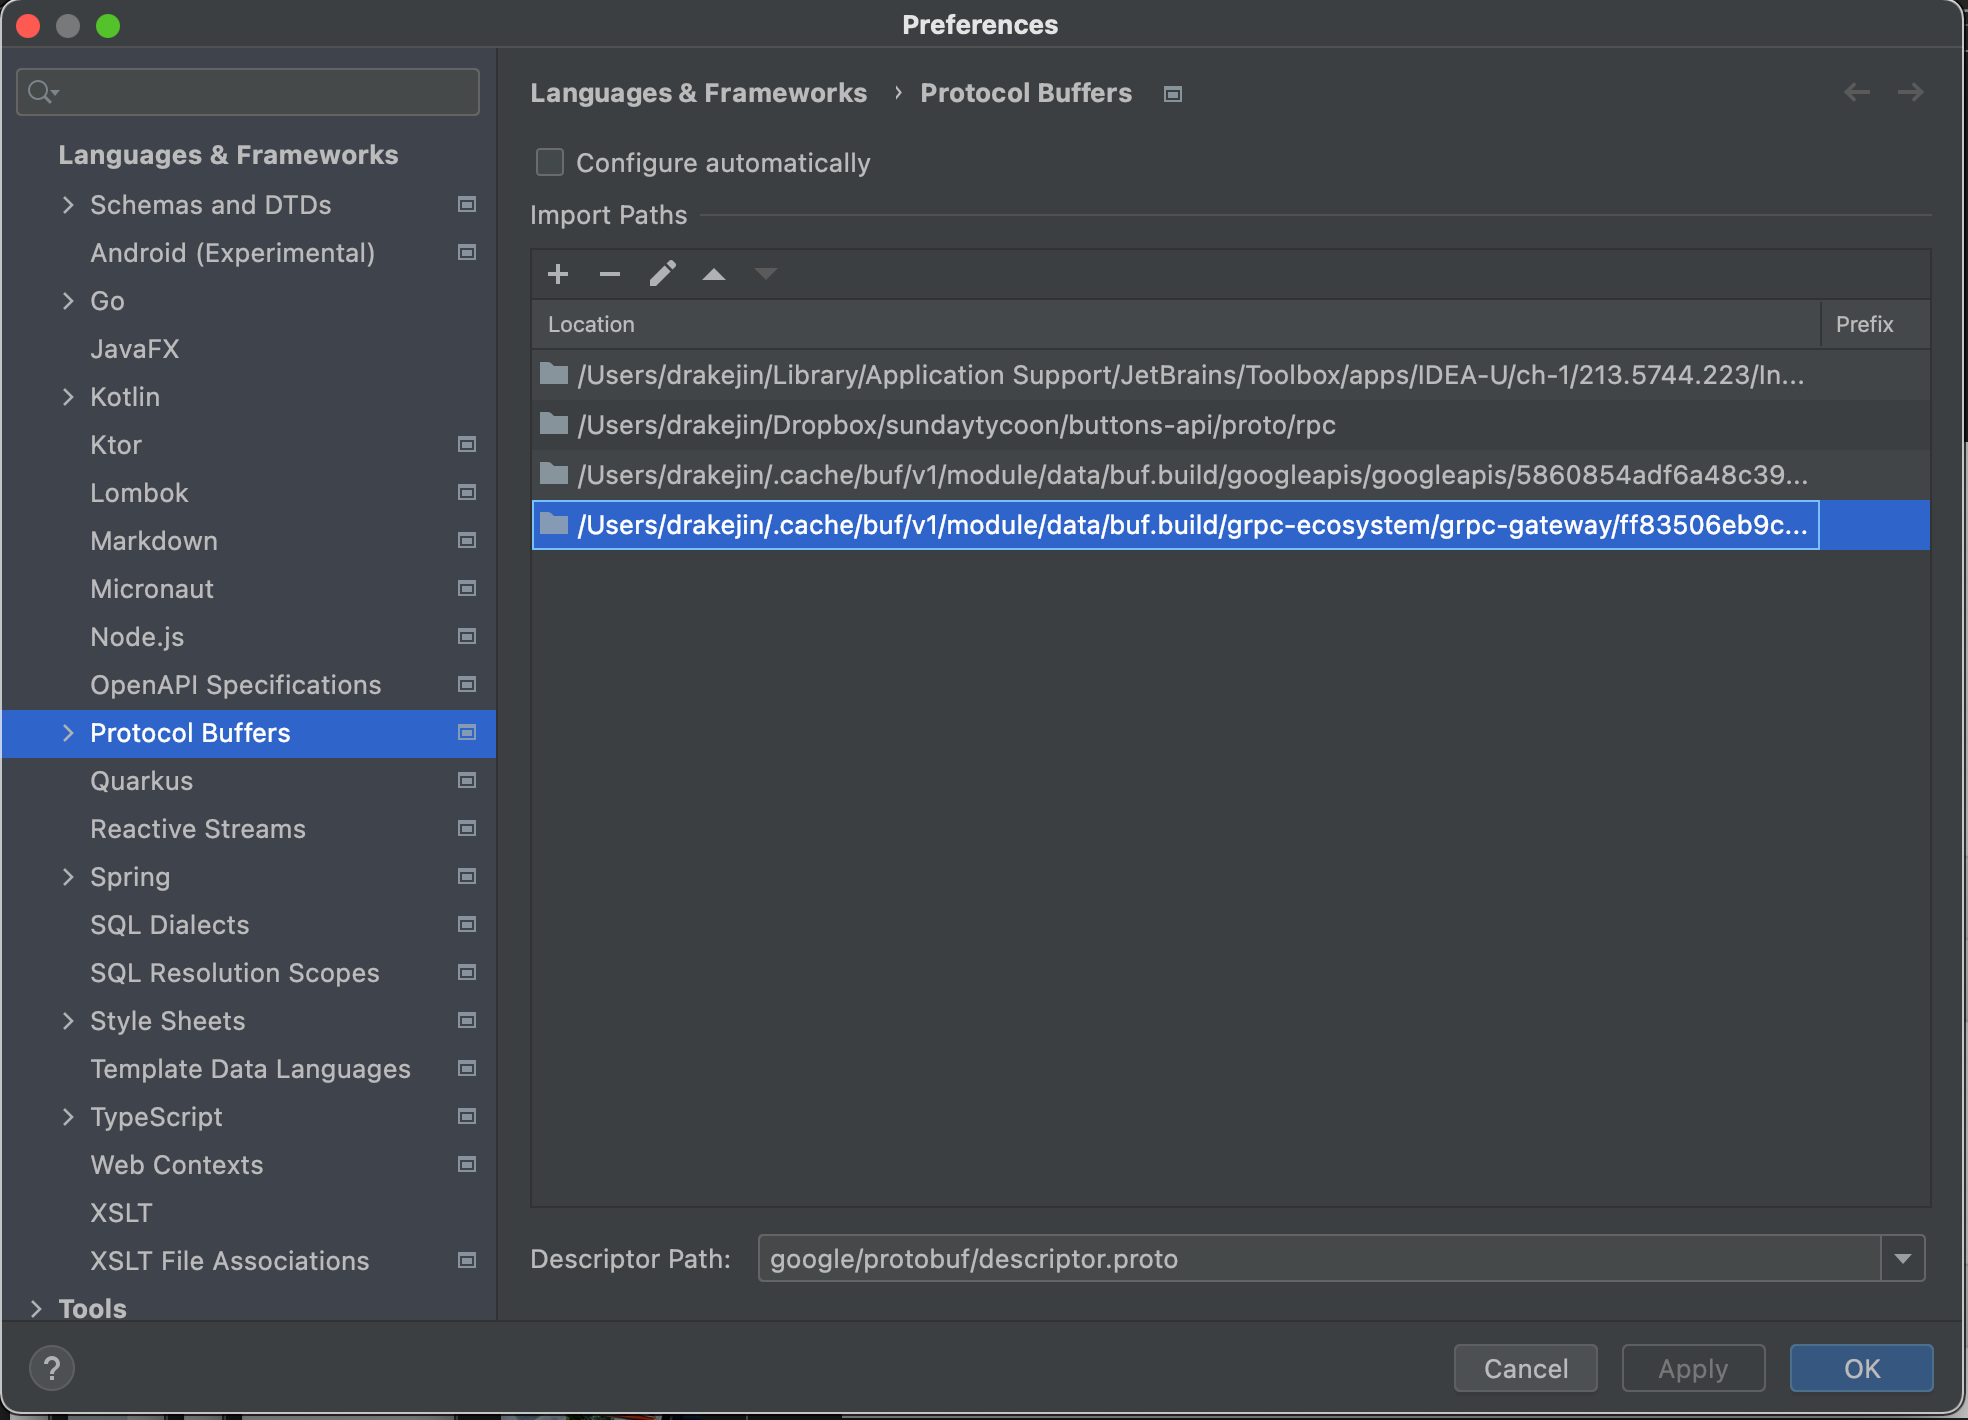 Preferences
Languages & Frameworks
Schemas and DTDs
Android (Experimental)
Go
JavaFX
Kotlin
Ktor
Lombok
Markdown
Micronaut
Node.js
OpenAPI Specifications
Protocol Buffers
Quarkus
Reactive Streams
Spring
SQL Dialects
SQL Resolution Scopes
Style Sheets
Template Data Languages
TypeScript
Web Contexts
XSLT
XSLT File Associations
Tools
Languages & Frameworks › Protocol Buffers
Configure automatically
Import Paths
Location Prefix
/Users/drakejin/Library/Application Support/JetBrains/Toolbox/apps/IDEA-U/ch-1/213.5744.223/In...
/Users/drakejin/Dropbox/sundaytycoon/buttons-api/proto/rpc
/Users/drakejin/.cache/buf/v1/module/data/buf.build/googleapis/googleapis/5860854adf6a48c39...
/Users/drakejin/.cache/buf/v1/module/data/buf.build/grpc-ecosystem/grpc-gateway/ff83506eb9c...
Descriptor Path: google/protobuf/descriptor.proto
? Cancel Apply OK